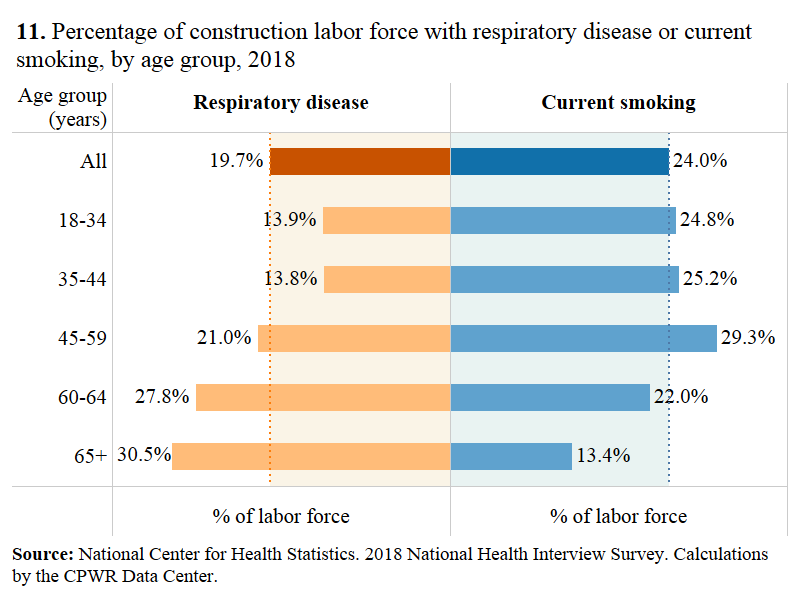 11. Percentage of construction labor force with respiratory disease or current
smoking, by age group, 2018
Age group
(years)
Respiratory disease
Current smoking
All 19.7% 24.0%
18-34 13.9% 24.8%
35-44 13.8% 25.2%
45-59 21.0% 29.3%
60-64 27.8% 22.0%
65+ 30.5% 13.4%
% of labor force % of labor force
Source: National Center for Health Statistics. 2018 National Health Interview Survey. Calculations
by the CPWR Data Center.